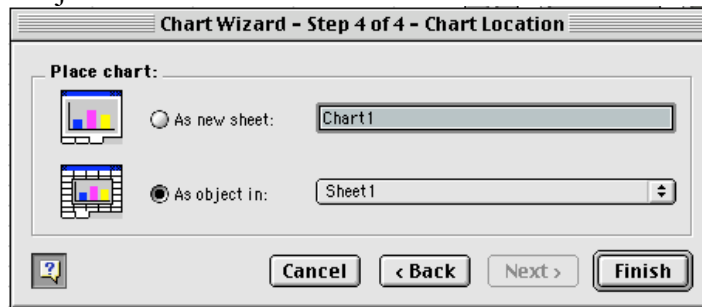 Chart Wizard - Step 4 of 4 - Chart Location
Place chart:
As new sheet: Chart1
As object in: Sheet1
? Cancel < Back Next > Finish